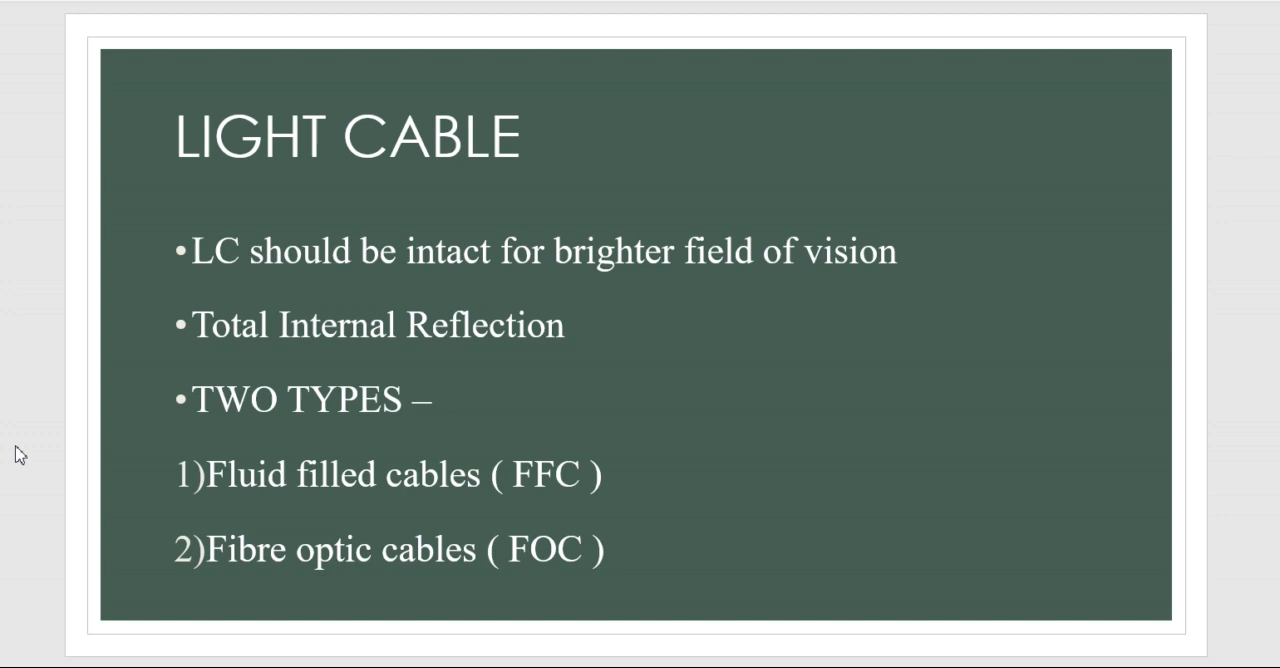 LIGHT CABLE
•LC should be intact for brighter field of vision
•Total Internal Reflection
•TWO TYPES –
1)Fluid filled cables ( FFC )
2)Fibre optic cables ( FOC )